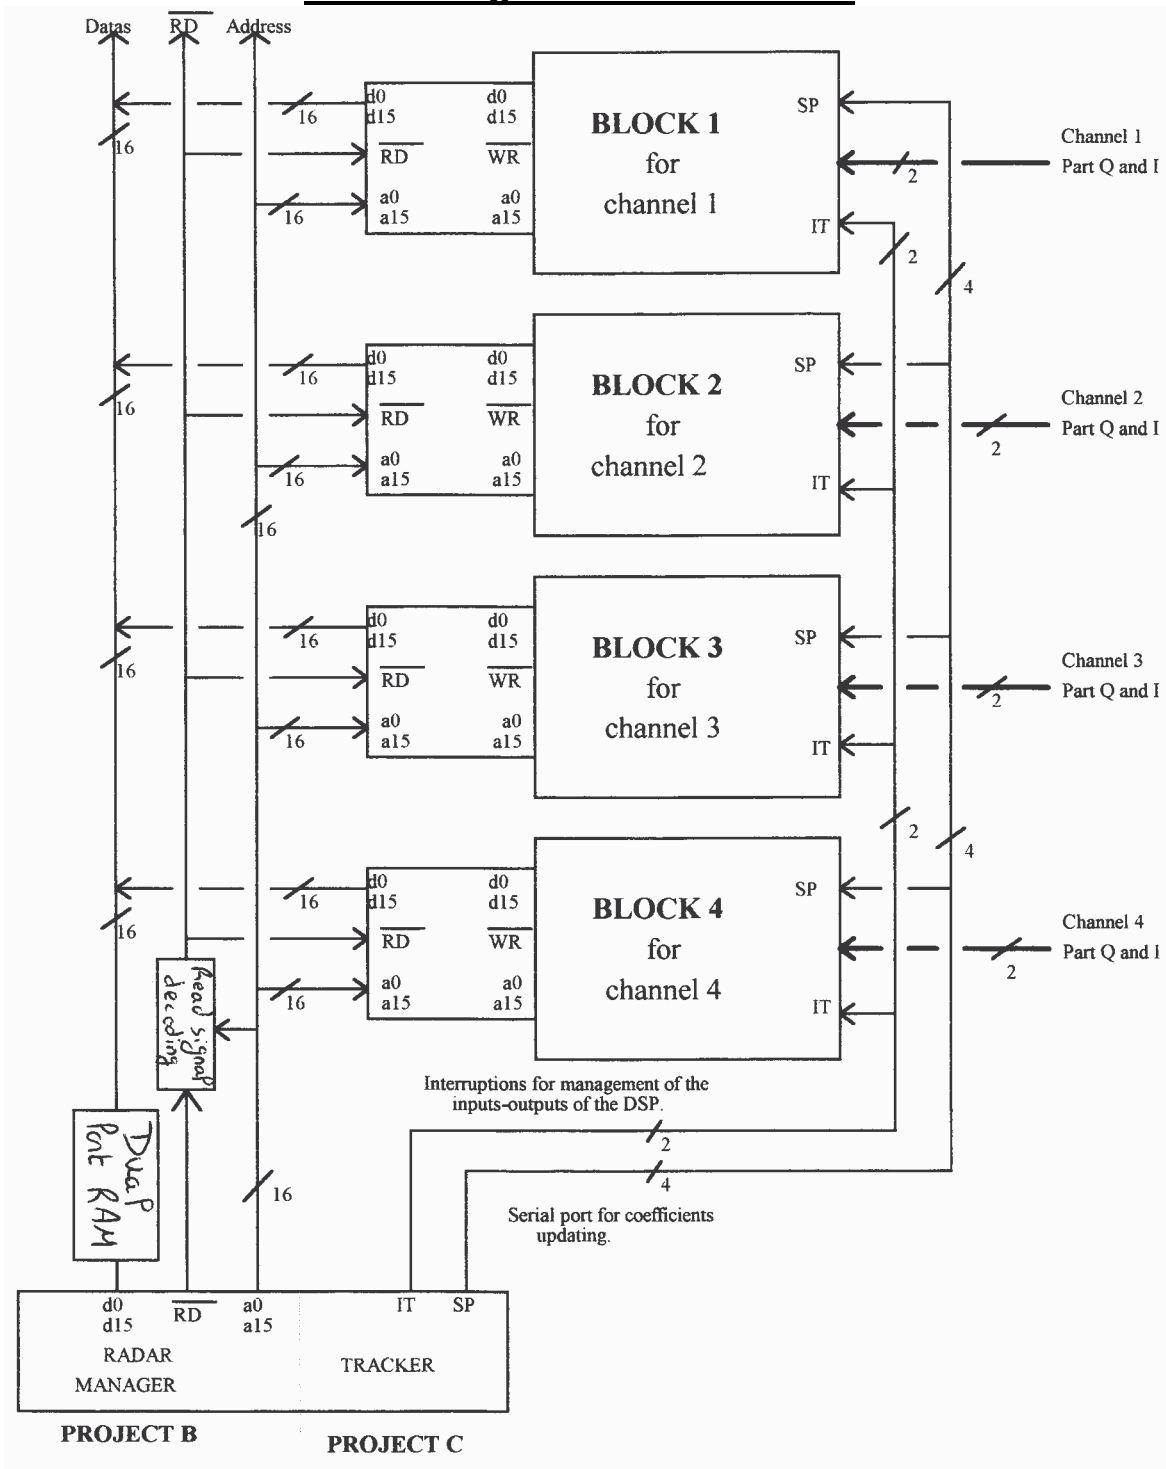 Datas RD Address
d0 d0
d15 d15
16
16
RD WR
a0 a0
a15 a15
16
BLOCK 1
for
channel 1
SP
IT
2
2
4
Channel 1
Part Q and I
d0 d0
d15 d15
16
16
RD WR
a0 a0
a15 a15
16
16
BLOCK 2
for
channel 2
SP
IT
Channel 2
Part Q and I
2
d0 d0
d15 d15
16
16
RD WR
a0 a0
a15 a15
16
BLOCK 3
for
channel 3
SP
IT
Channel 3
Part Q and I
2
2
4
d0 d0
d15 d15
16
16
RD WR
a0 a0
a15 a15
16
BLOCK 4
for
channel 4
SP
IT
Channel 4
Part Q and I
2
Read signal
decoding
Dual
Port RAM
16
Interruptions for management of the
inputs-outputs of the DSP.
2
4
Serial port for coefficients
updating.
d0
d15
RD
a0
a15
IT SP
RADAR
MANAGER
TRACKER
PROJECT B
PROJECT C